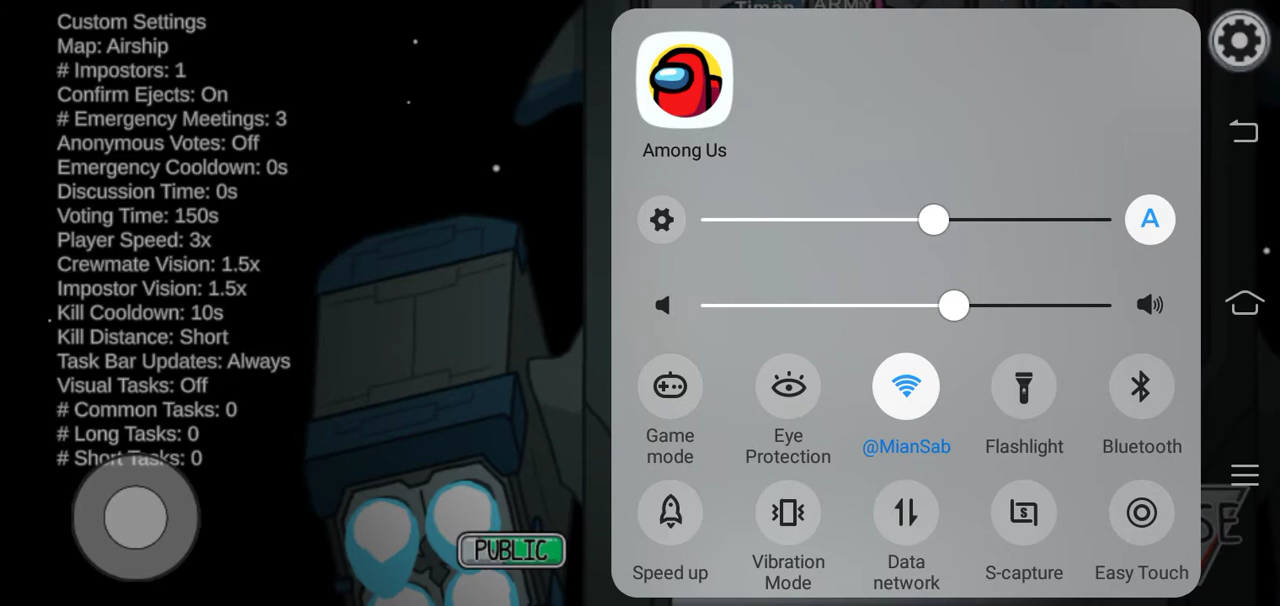 Custom Settings
Map: Airship
# Impostors: 1
Confirm Ejects: On
# Emergency Meetings: 3
Anonymous Votes: Off
Emergency Cooldown: 0s
Discussion Time: 0s
Voting Time: 150s
Player Speed: 3x
Crewmate Vision: 1.5x
Impostor Vision: 1.5x
Kill Cooldown: 10s
Kill Distance: Short
Task Bar Updates: Always
Visual Tasks: Off
# Common Tasks: 0
# Long Tasks: 0
# Short Tasks: 0
PUBLIC
Among Us
A
Game mode
Eye Protection
@MianSab
Flashlight
Bluetooth
Speed up
Vibration Mode
Data network
S-capture
Easy Touch